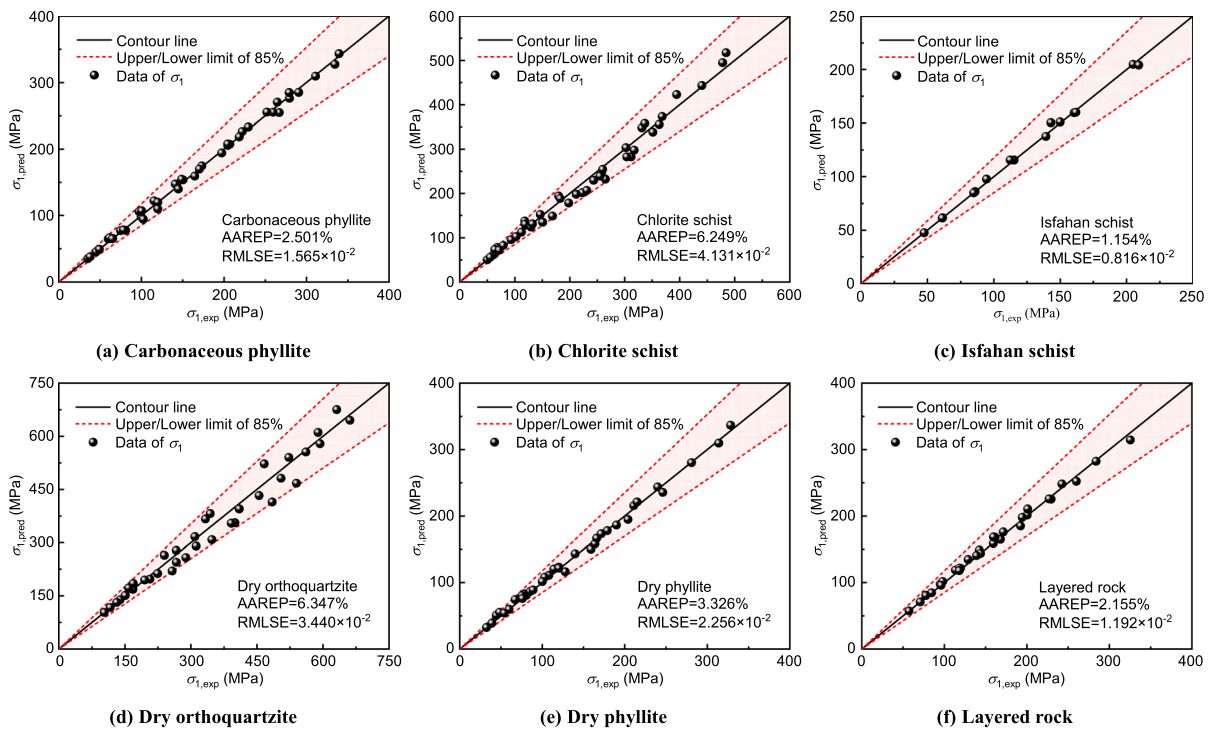 400
300
200
100
0
σ1,pred (MPa)
Contour line
Upper/Lower limit of 85%
Data of σ1
Carbonaceous phyllite
AAREP=2.501%
RMLSE=1.565×10-2
0 100 200 300 400
σ1,exp (MPa)
(a) Carbonaceous phyllite
600
500
400
300
200
100
0
σ1,pred (MPa)
Contour line
Upper/Lower limit of 85%
Data of σ1
Chlorite schist
AAREP=6.249%
RMLSE=4.131×10-2
0 100 200 300 400 500 600
σ1,exp (MPa)
(b) Chlorite schist
250
200
150
100
50
0
σ1,pred (MPa)
Contour line
Upper/Lower limit of 85%
Data of σ1
Isfahan schist
AAREP=1.154%
RMLSE=0.816×10-2
0 50 100 150 200 250
σ1,exp (MPa)
(c) Isfahan schist
750
600
450
300
150
0
σ1,pred (MPa)
Contour line
Upper/Lower limit of 85%
Data of σ1
Dry orthoquartzite
AAREP=6.347%
RMLSE=3.440×10-2
0 150 300 450 600 750
σ1,exp (MPa)
(d) Dry orthoquartzite
400
300
200
100
0
σ1,pred (MPa)
Contour line
Upper/Lower limit of 85%
Data of σ1
Dry phyllite
AAREP=3.326%
RMLSE=2.256×10-2
0 100 200 300 400
σ1,exp (MPa)
(e) Dry phyllite
400
300
200
100
0
σ1,pred (MPa)
Contour line
Upper/Lower limit of 85%
Data of σ1
Layered rock
AAREP=2.155%
RMLSE=1.192×10-2
0 100 200 300 400
σ1,exp (MPa)
(f) Layered rock